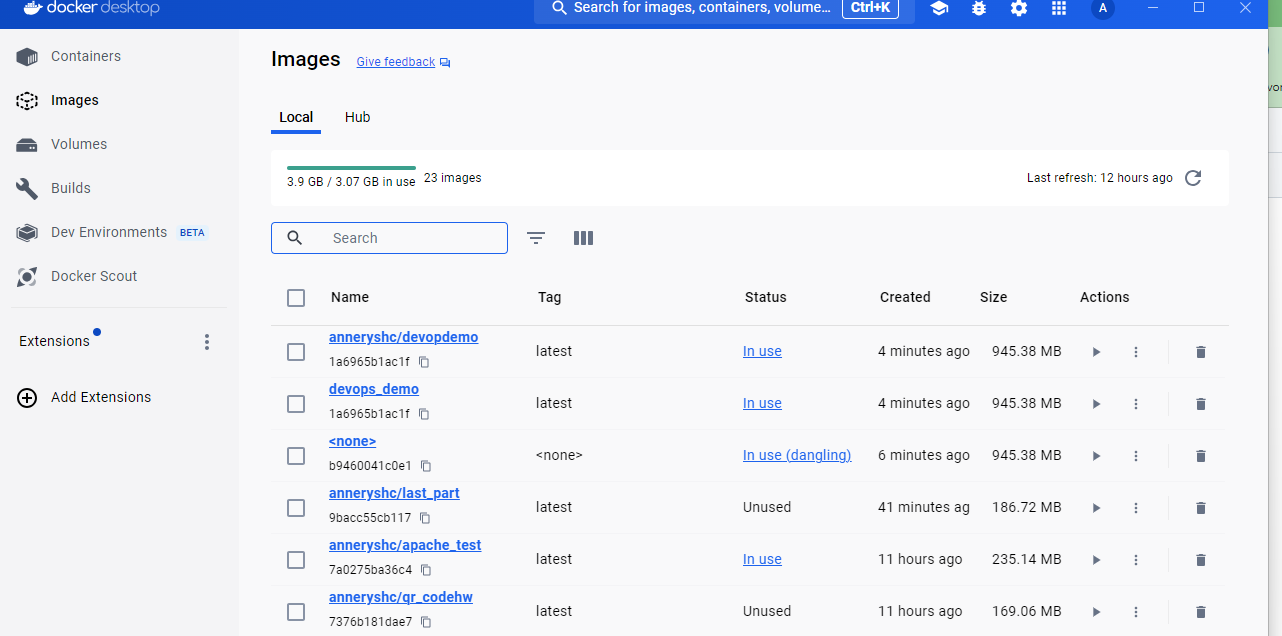 docker desktop
Search for images, containers, volume... Ctrl+K
A
Containers
Images
Volumes
Builds
Dev Environments BETA
Docker Scout
Extensions
Add Extensions
Images Give feedback
Local Hub
3.9 GB / 3.07 GB in use 23 images Last refresh: 12 hours ago
Search
Name Tag Status Created Size Actions
anneryshc/devopdemo
1a6965b1ac1f
latest In use 4 minutes ago 945.38 MB
devops_demo
1a6965b1ac1f
latest In use 4 minutes ago 945.38 MB
<none>
b9460041c0e1
<none> In use (dangling) 6 minutes ago 945.38 MB
anneryshc/last_part
9bacc55cb117
latest Unused 41 minutes ag 186.72 MB
anneryshc/apache_test
7a0275ba36c4
latest In use 11 hours ago 235.14 MB
anneryshc/qr_codehw
7376b181dae7
latest Unused 11 hours ago 169.06 MB